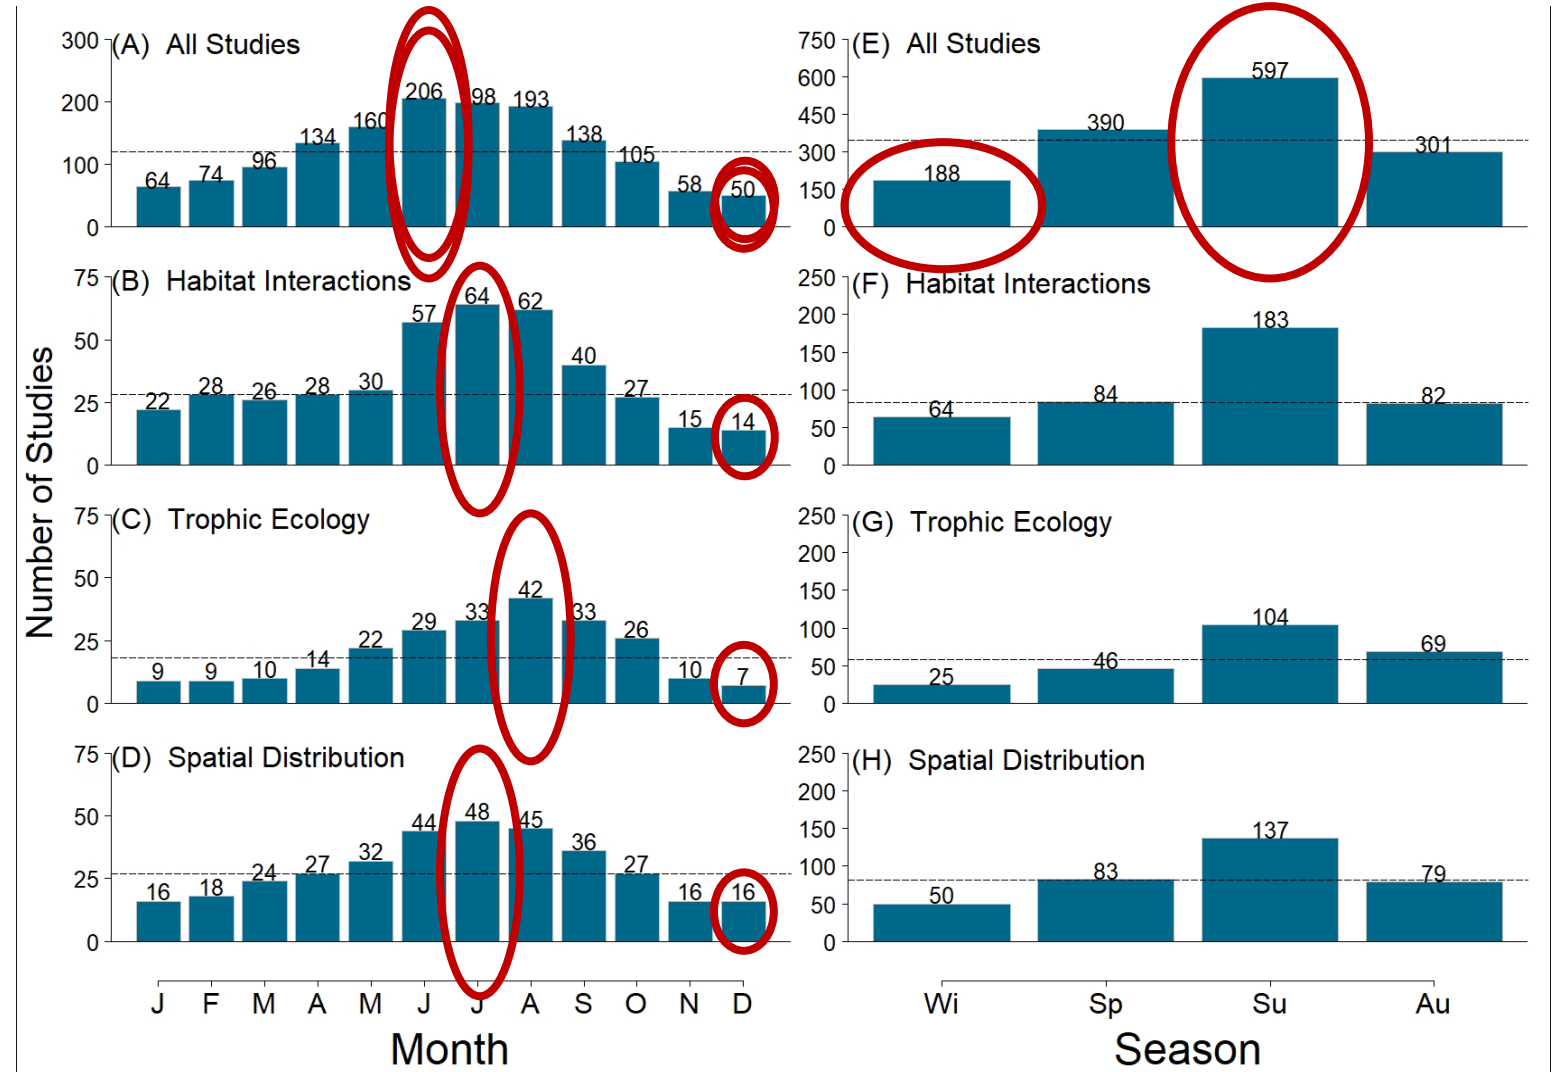 Number of Studies
(A) All Studies
300
200
100
0
64 74 96 134 160 206 98 193 138 105 58 50
(E) All Studies
750
600
450
300
150
0
188 390 597 301
(B) Habitat Interactions
75
50
25
0
22 28 26 28 30 57 64 62 40 27 15 14
(F) Habitat Interactions
250
200
150
100
50
0
64 84 183 82
(C) Trophic Ecology
75
50
25
0
9 9 10 14 22 29 33 42 33 26 10 7
(G) Trophic Ecology
250
200
150
100
50
0
25 46 104 69
(D) Spatial Distribution
75
50
25
0
16 18 24 27 32 44 48 45 36 27 16 16
(H) Spatial Distribution
250
200
150
100
50
0
50 83 137 79
J F M A M J J A S O N D
Month
Wi Sp Su Au
Season